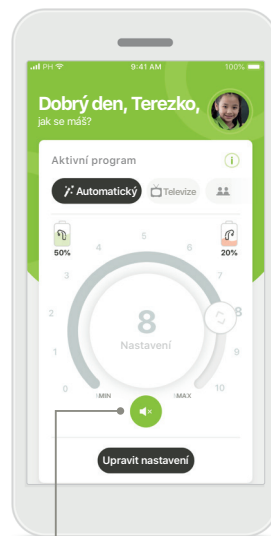 PH 9:41 AM 100%
Dobrý den, Terezko,
jak se máš?
Aktivní program
i
Automatický Televize
50% 20%
0
1
2
3
4
5
6
7
8
9
10
8
Nastavení
MIN MAX
Upravit nastavení